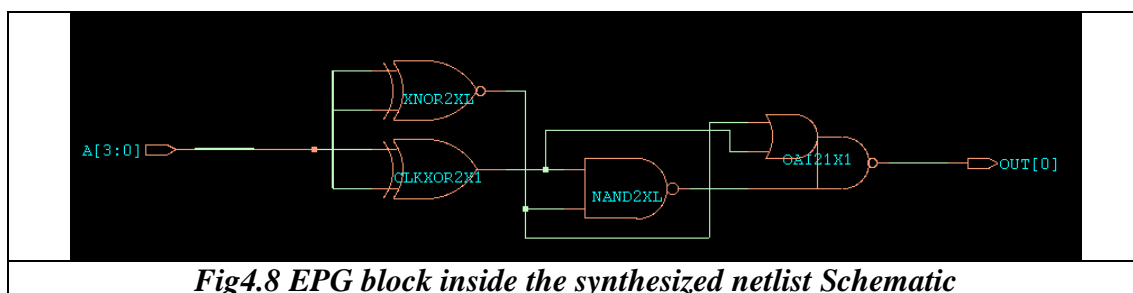 XNOR2XL
A[3:0]
CLKXOR2X1
NAND2XL
OAI21X1
OUT[0]
Fig4.8 EPG block inside the synthesized netlist Schematic